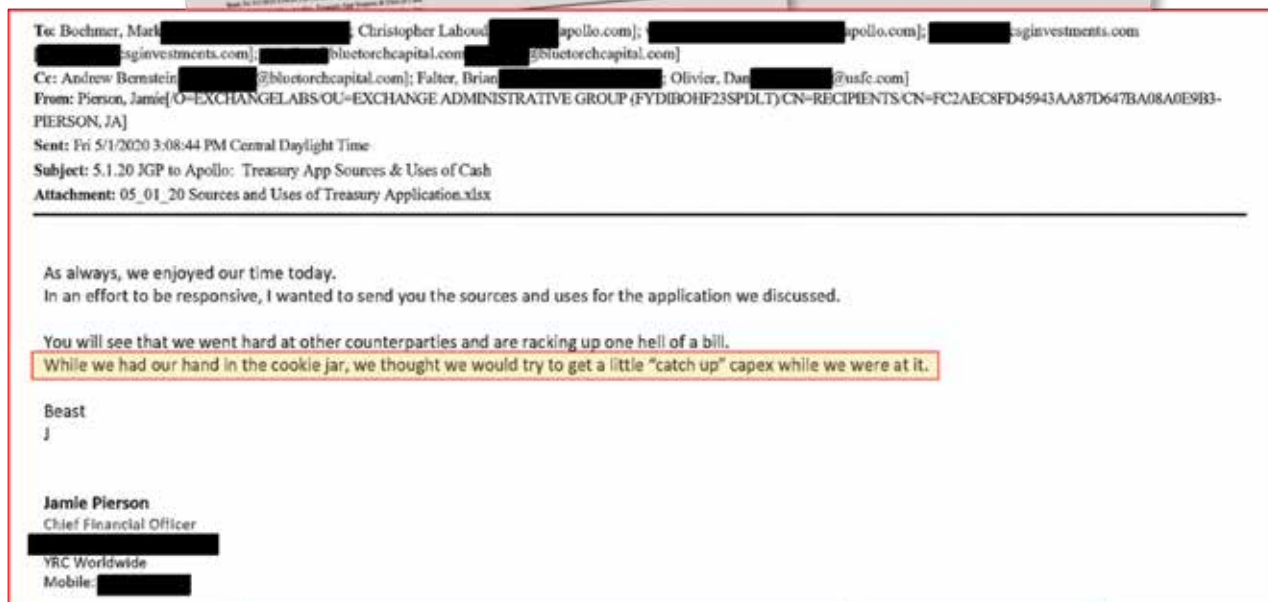 To: Boehmer, Mark ; Christopher Lahoud apollo.com]; apollo.com]; csginvestments.com
csginvestments.com]; bluetorchcapital.com @bluetorchcapital.com]
Cc: Andrew Bernstein @bluetorchcapital.com]; Falter, Brian ; Olivier, Dan @usfc.com]
From: Pierson, Jamie[/O=EXCHANGELABS/OU=EXCHANGE ADMINISTRATIVE GROUP (FYDIBOHF23SPDLT)/CN=RECIPIENTS/CN=FC2AEC8FD45943AA87D647BA08A0E9B3-
PIERSON, JA]
Sent: Fri 5/1/2020 3:08:44 PM Central Daylight Time
Subject: 5.1.20 JGP to Apollo: Treasury App Sources & Uses of Cash
Attachment: 05_01_20 Sources and Uses of Treasury Application.xlsx
As always, we enjoyed our time today.
In an effort to be responsive, I wanted to send you the sources and uses for the application we discussed.
You will see that we went hard at other counterparties and are racking up one hell of a bill.
While we had our hand in the cookie jar, we thought we would try to get a little “catch up” capex while we were at it.
Beast
J
Jamie Pierson
Chief Financial Officer
YRC Worldwide
Mobile: